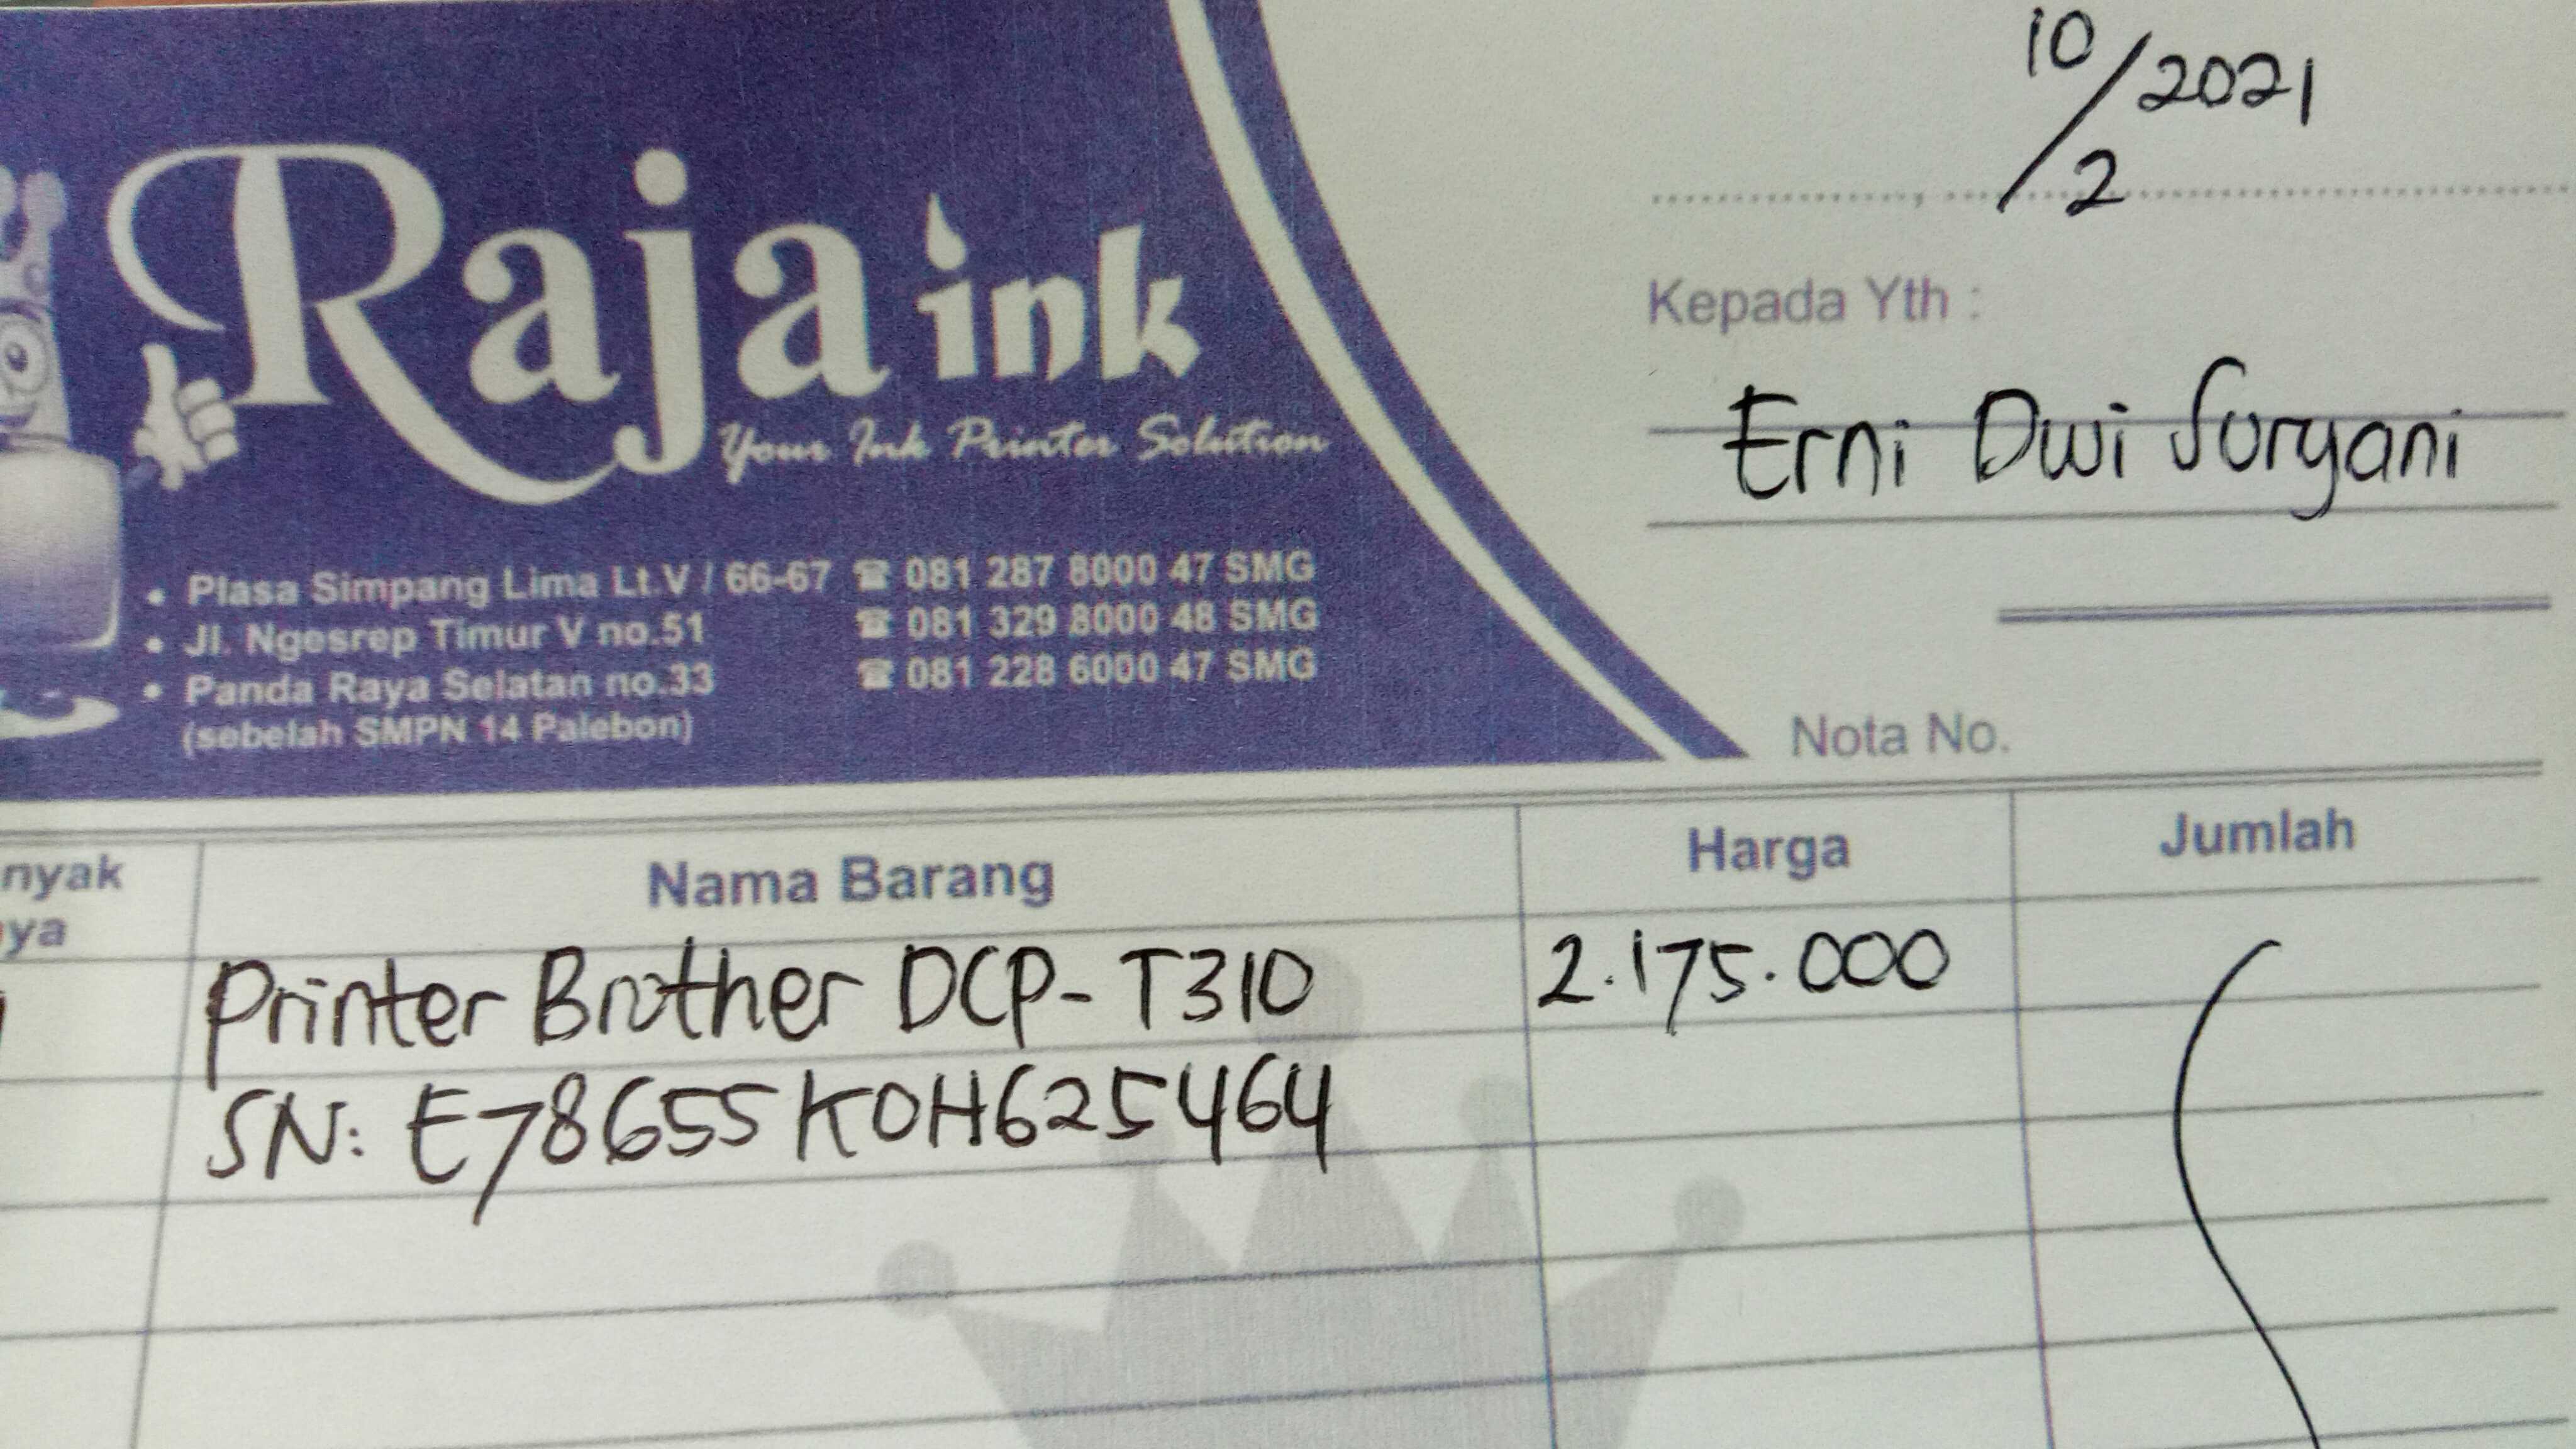 Raja ink
Your Ink Printer Solution
• Plasa Simpang Lima Lt.V / 66-67 ☎ 081 287 8000 47 SMG
• Jl. Ngesrep Timur V no.51 ☎ 081 329 8000 48 SMG
• Panda Raya Selatan no.33 ☎ 081 228 6000 47 SMG
(sebelah SMPN 14 Palebon)
10/2 2021
Kepada Yth :
Erni Dwi Suryani
Nota No.
nyak
ya
Nama Barang
Harga
Jumlah
Printer Brother DCP-T310 2.175.000
SN: E78655K0H625464